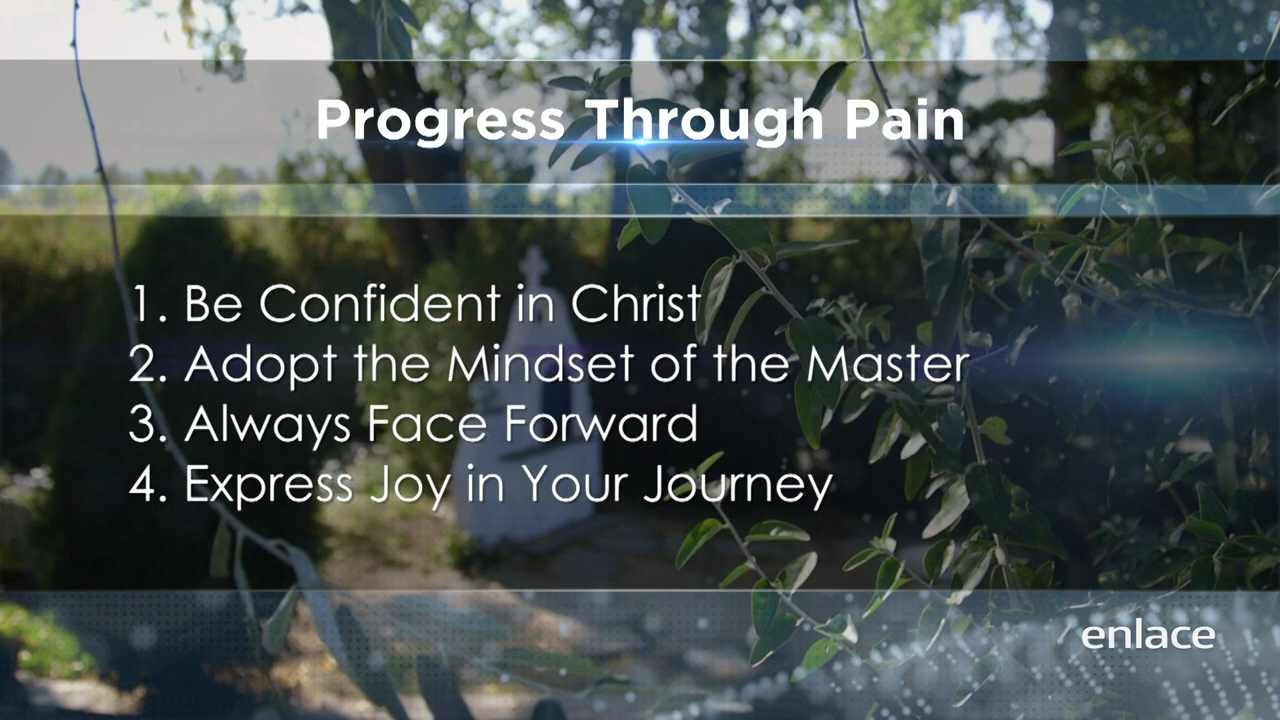 Progress Through Pain
1. Be Confident in Christ
2. Adopt the Mindset of the Master
3. Always Face Forward
4. Express Joy in Your Journey
enlace